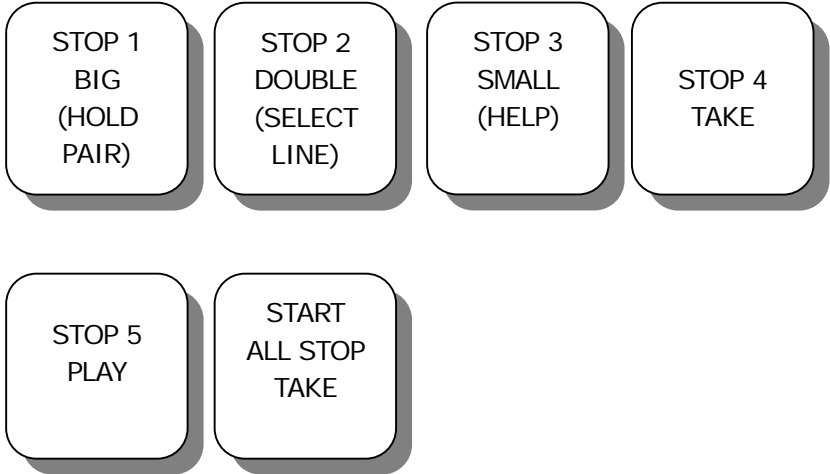 STOP 1
BIG
(HOLD
PAIR)
STOP 2
DOUBLE
(SELECT
LINE)
STOP 3
SMALL
(HELP)
STOP 4
TAKE
STOP 5
PLAY
START
ALL STOP
TAKE